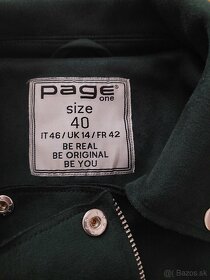 page
one
size
40
IT 46 / UK 14 / FR 42
BE REAL
BE ORIGINAL
BE YOU
bazos.sk